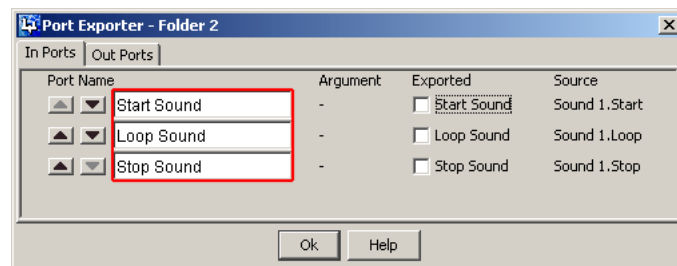 Port Exporter - Folder 2
In Ports Out Ports
Port Name Argument Exported Source
Start Sound - Start Sound Sound 1.Start
Loop Sound - Loop Sound Sound 1.Loop
Stop Sound - Stop Sound Sound 1.Stop
Ok Help